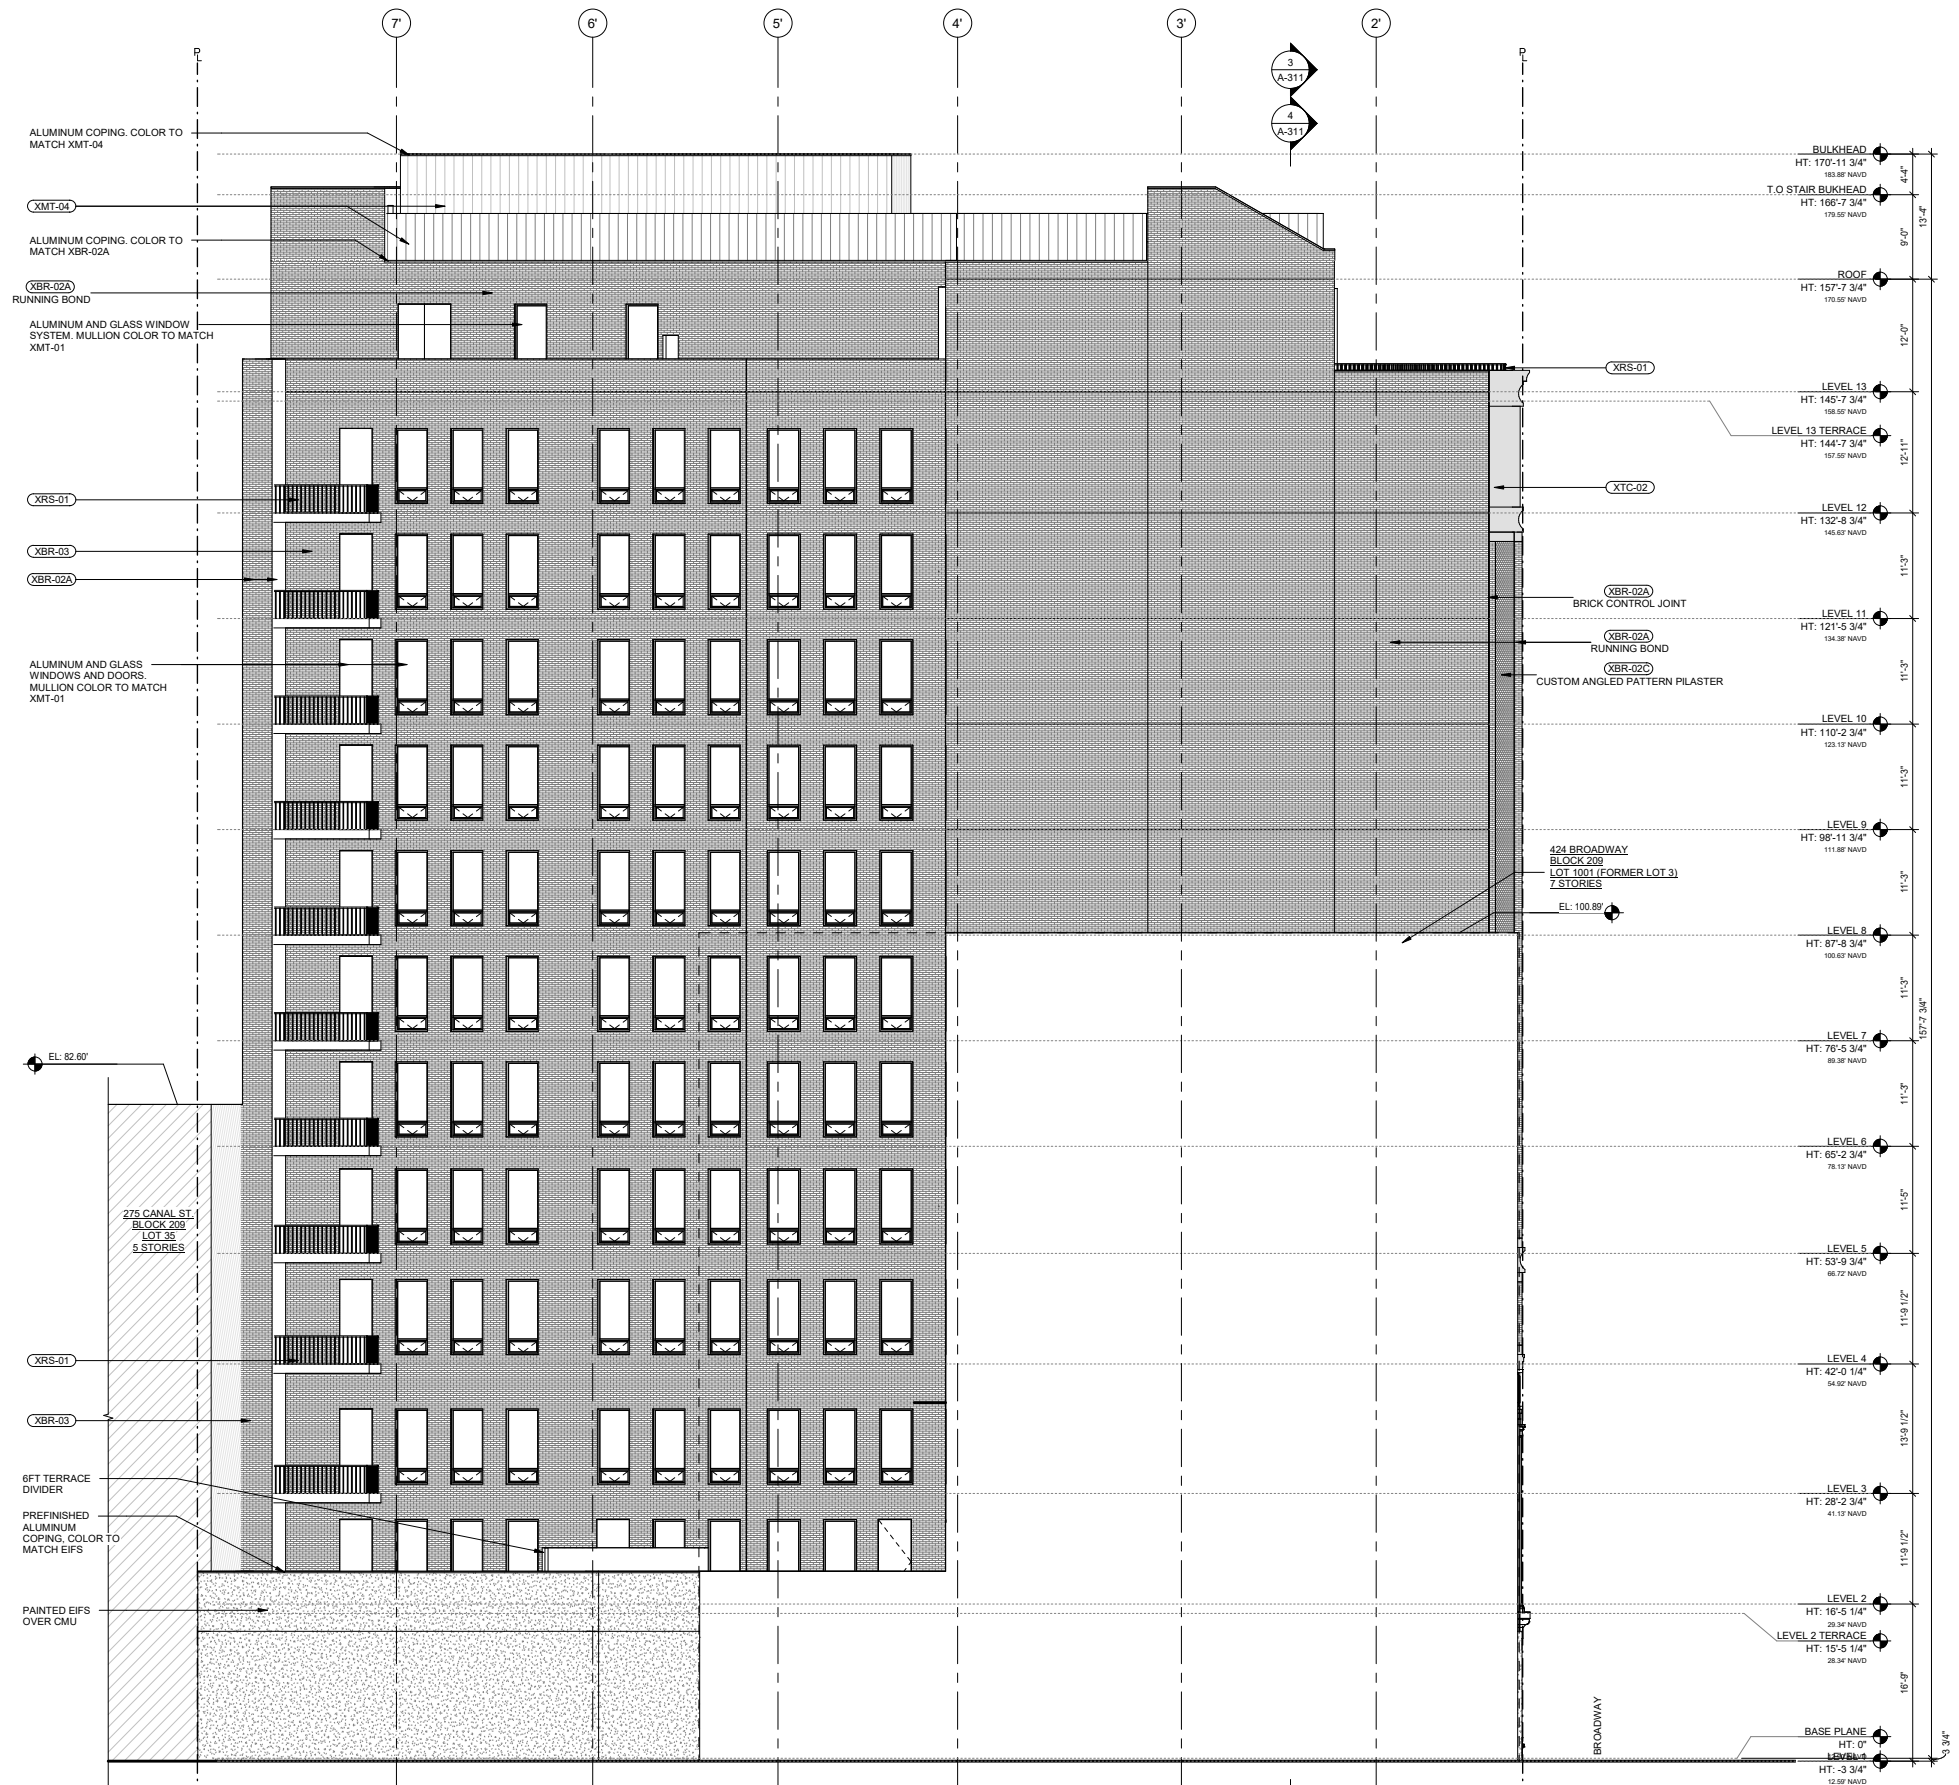 7'
6'
5'
4'
3'
2'
PL
PL
3
A-311
4
A-311
ALUMINUM COPING. COLOR TO
MATCH XMT-04
XMT-04
ALUMINUM COPING. COLOR TO
MATCH XBR-02A
XBR-02A
RUNNING BOND
ALUMINUM AND GLASS WINDOW
SYSTEM. MULLION COLOR TO MATCH
XMT-01
XRS-01
XBR-03
XBR-02A
ALUMINUM AND GLASS
WINDOWS AND DOORS.
MULLION COLOR TO MATCH
XMT-01
EL: 82.60'
275 CANAL ST.
BLOCK 209
LOT 35
5 STORIES
XRS-01
XBR-03
6FT TERRACE
DIVIDER
PREFINISHED
ALUMINUM
COPING, COLOR TO
MATCH EIFS
PAINTED EIFS
OVER CMU
XRS-01
XTC-02
XBR-02A
BRICK CONTROL JOINT
XBR-02A
RUNNING BOND
XBR-02C
CUSTOM ANGLED PATTERN PILASTER
424 BROADWAY
BLOCK 209
LOT 1001 (FORMER LOT 3)
7 STORIES
EL: 100.89'
BROADWAY
BULKHEAD
HT: 170'-11 3/4"
183.88' NAVD
T.O STAIR BUKHEAD
HT: 166'-7 3/4"
179.55' NAVD
ROOF
HT: 157'-7 3/4"
170.55' NAVD
LEVEL 13
HT: 145'-7 3/4"
158.55' NAVD
LEVEL 13 TERRACE
HT: 144'-7 3/4"
157.55' NAVD
LEVEL 12
HT: 132'-8 3/4"
145.63' NAVD
LEVEL 11
HT: 121'-5 3/4"
134.38' NAVD
LEVEL 10
HT: 110'-2 3/4"
123.13' NAVD
LEVEL 9
HT: 98'-11 3/4"
111.88' NAVD
LEVEL 8
HT: 87'-8 3/4"
100.63' NAVD
LEVEL 7
HT: 76'-5 3/4"
89.38' NAVD
LEVEL 6
HT: 65'-2 3/4"
78.13' NAVD
LEVEL 5
HT: 53'-9 3/4"
66.72' NAVD
LEVEL 4
HT: 42'-0 1/4"
54.92' NAVD
LEVEL 3
HT: 28'-2 3/4"
41.13' NAVD
LEVEL 2
HT: 16'-5 1/4"
29.34' NAVD
LEVEL 2 TERRACE
HT: 15'-5 1/4"
28.34' NAVD
BASE PLANE
HT: 0"
LEVEL 1
HT: -3 3/4"
12.59' NAVD
4'-4"
9'-0"
12'-0"
12'-11"
11'-3"
11'-3"
11'-3"
11'-3"
11'-3"
11'-3"
11'-5"
11'-9 1/2"
13'-9 1/2"
11'-9 1/2"
16'-9"
13'-4"
157'-7 3/4"
3 3/4"